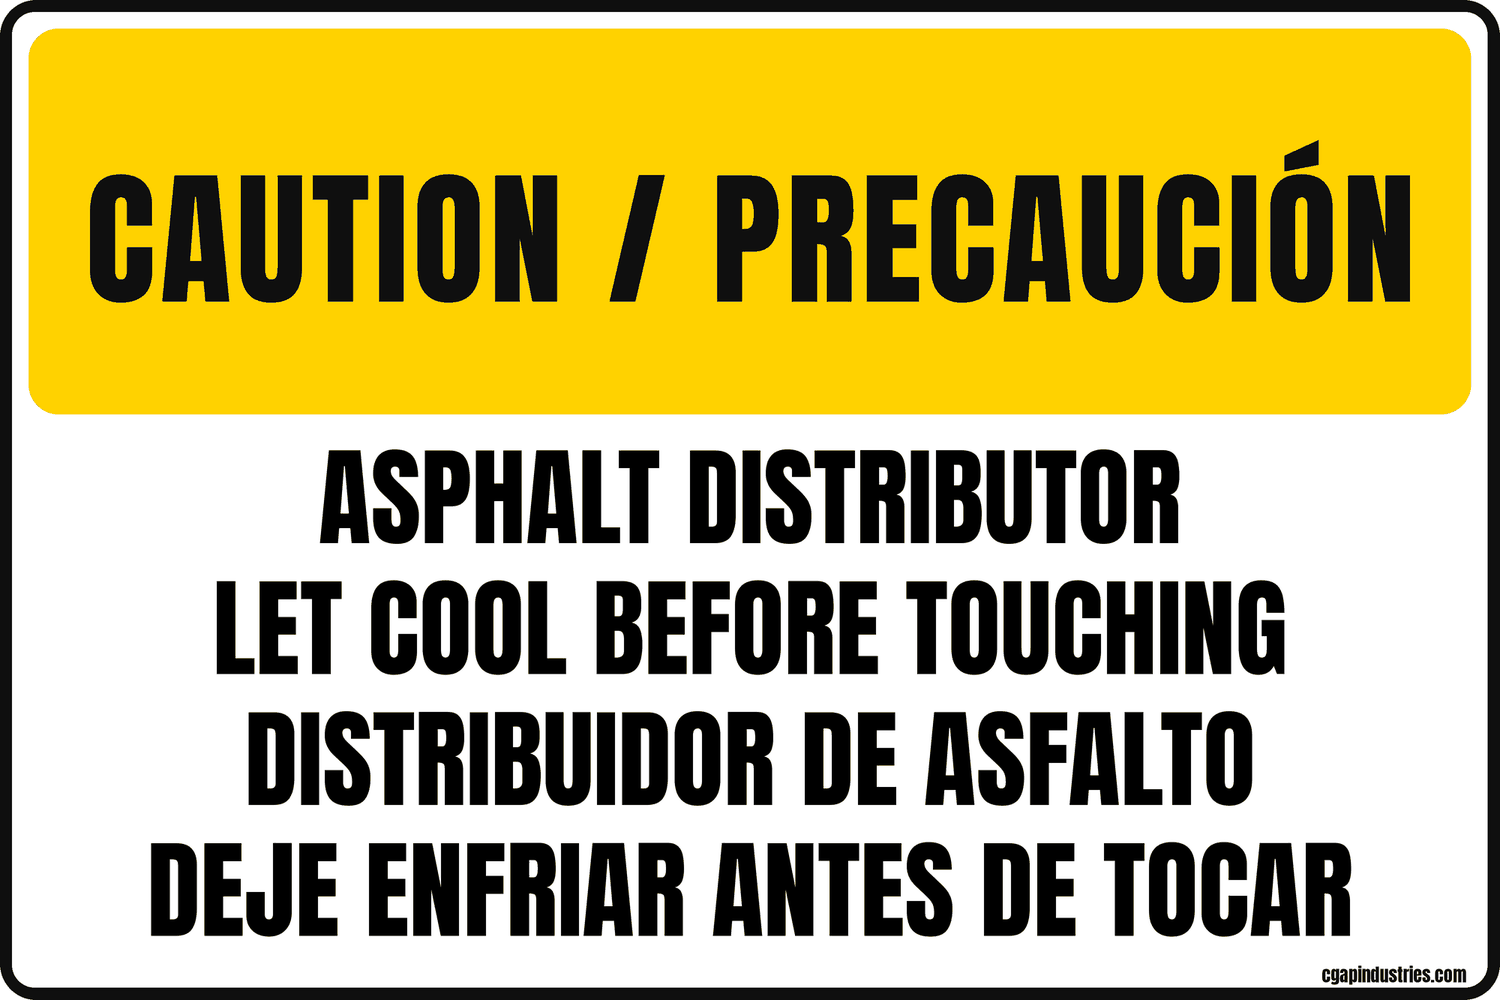 CAUTION / PRECAUCIÓN
ASPHALT DISTRIBUTOR
LET COOL BEFORE TOUCHING
DISTRIBUIDOR DE ASFALTO
DEJE ENFRIAR ANTES DE TOCAR
cgapindustries.com